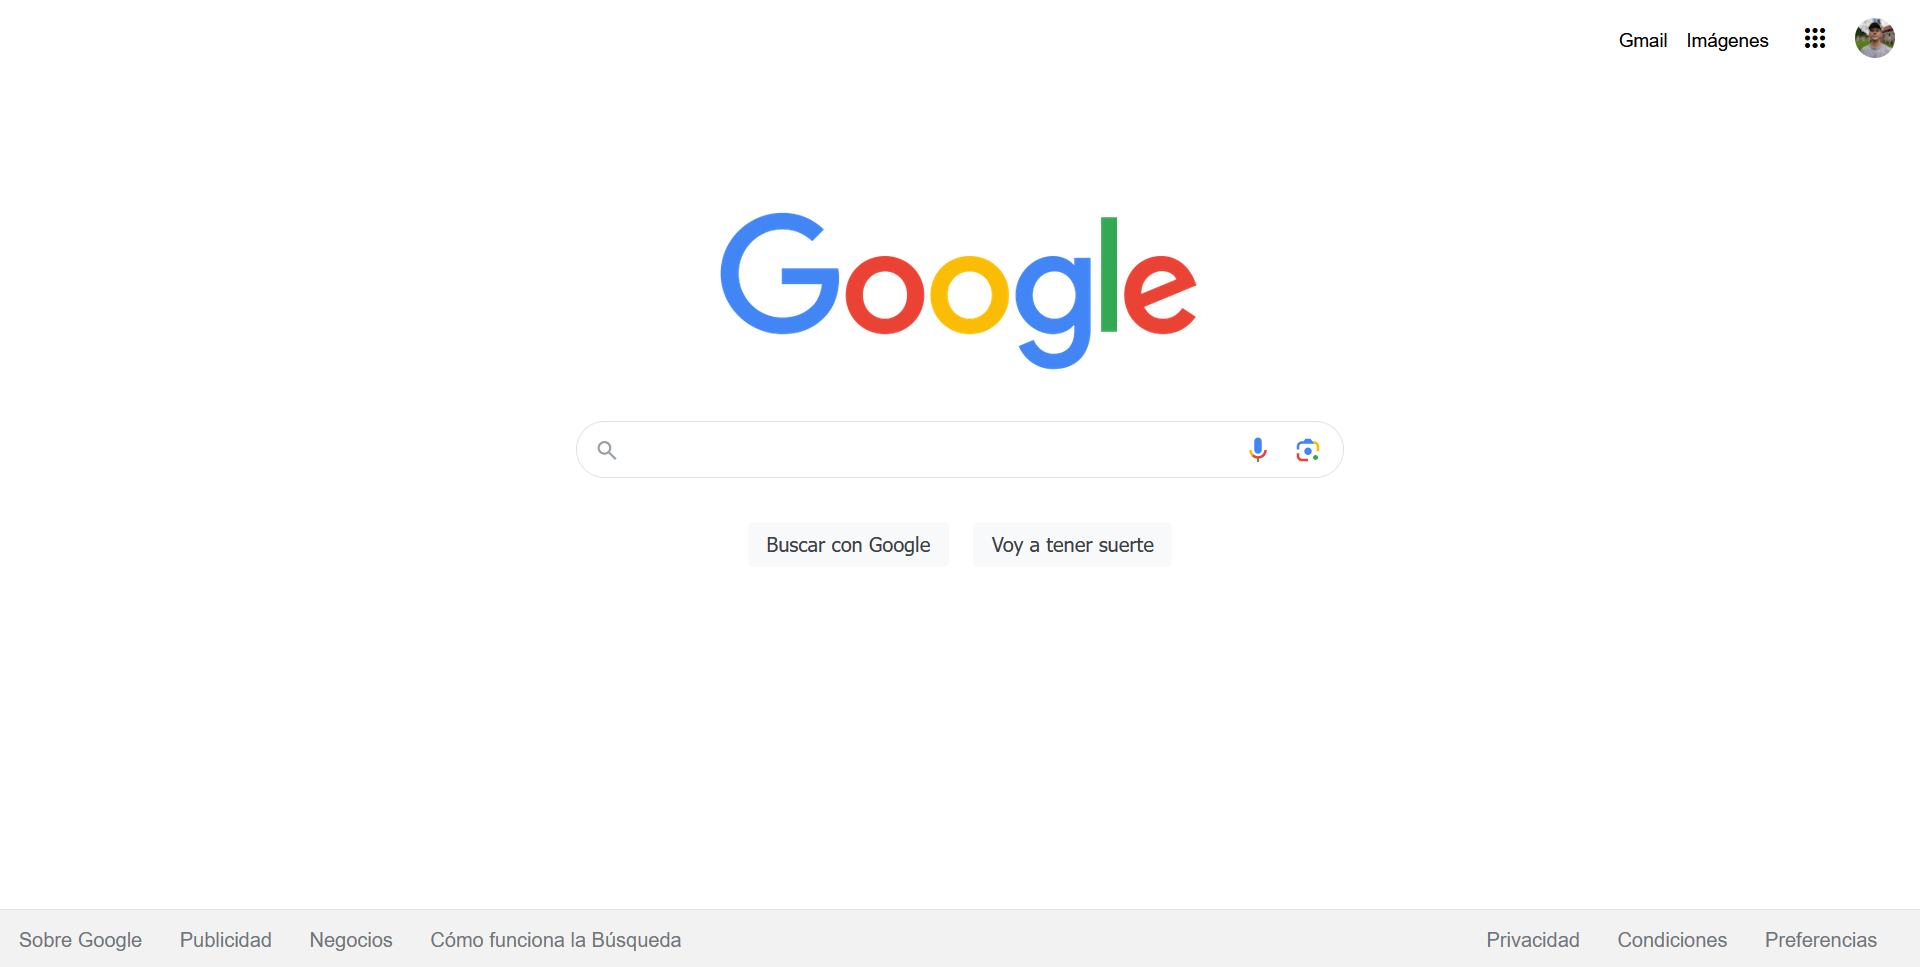 Gmail Imágenes
Google
Buscar con Google Voy a tener suerte
Sobre Google Publicidad Negocios Cómo funciona la Búsqueda Privacidad Condiciones Preferencias